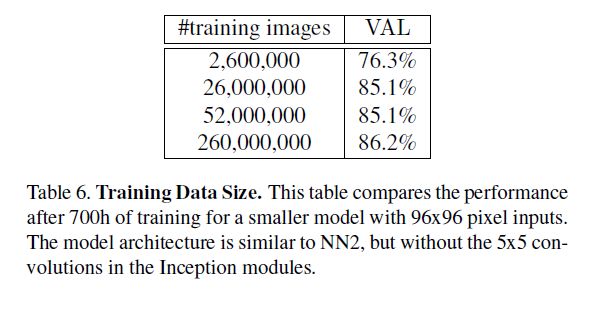 #training images VAL
2,600,000 76.3%
26,000,000 85.1%
52,000,000 85.1%
260,000,000 86.2%
Table 6. Training Data Size. This table compares the performance
after 700h of training for a smaller model with 96x96 pixel inputs.
The model architecture is similar to NN2, but without the 5x5 con-
volutions in the Inception modules.